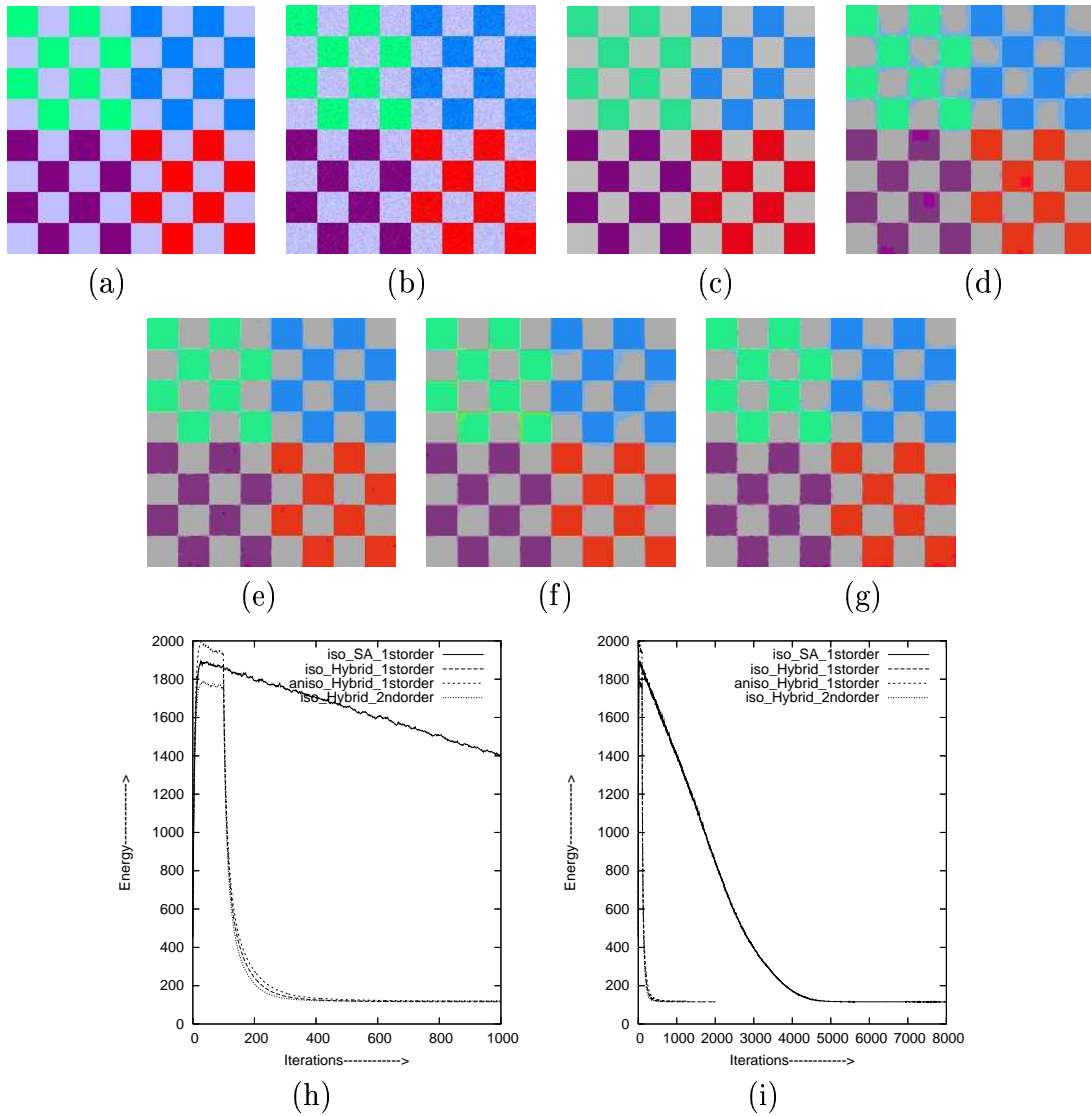 (a) (b) (c) (d)
(e) (f) (g)
2000
1800
1600
1400
1200
1000
800
600
400
200
0
Energy------------>
iso_SA_1storder
iso_Hybrid_1storder
aniso_Hybrid_1storder
iso_Hybrid_2ndorder
0 200 400 600 800 1000
Iterations------------>
(h)
2000
1800
1600
1400
1200
1000
800
600
400
200
0
Energy------------>
iso_SA_1storder
iso_Hybrid_1storder
aniso_Hybrid_1storder
iso_Hybrid_2ndorder
0 1000 2000 3000 4000 5000 6000 7000 8000
Iterations------------>
(i)